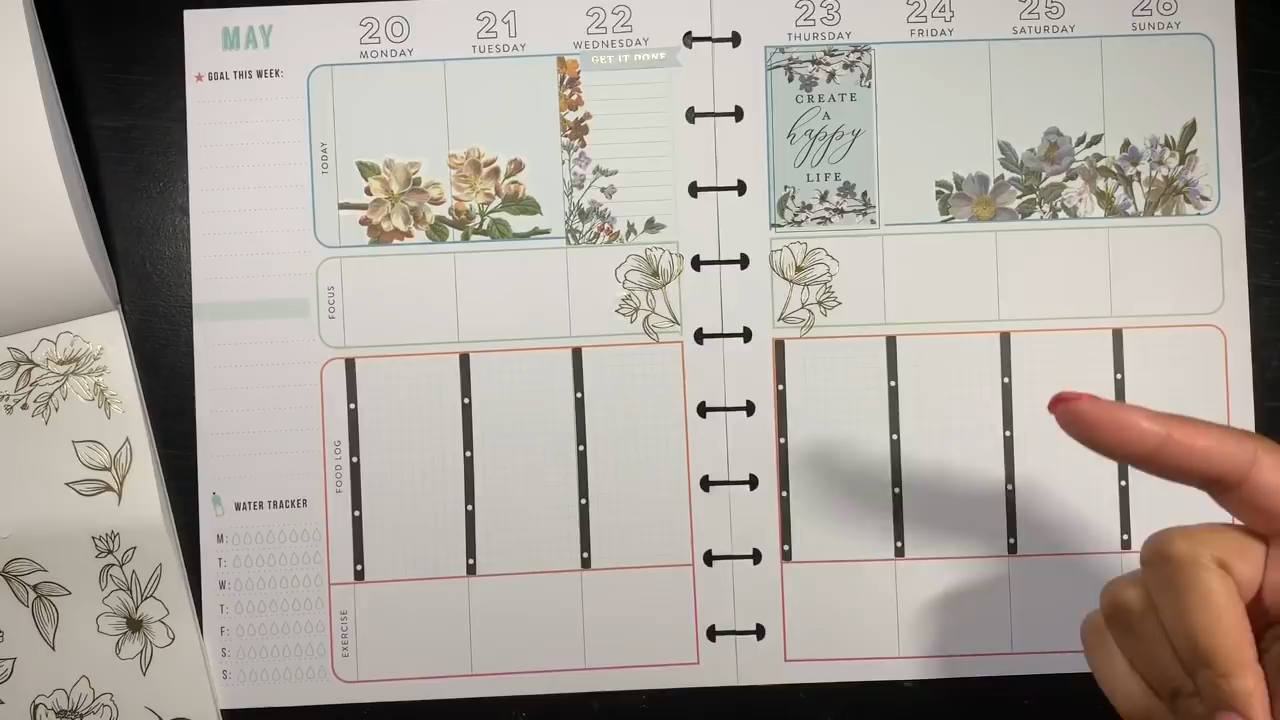 MAY
20
MONDAY
21
TUESDAY
22
WEDNESDAY
23
THURSDAY
24
FRIDAY
25
SATURDAY
26
SUNDAY
GOAL THIS WEEK:
GET IT DONE
TODAY
CREATE
A
happy
LIFE
FOCUS
FOOD LOG
WATER TRACKER
M:
T:
W:
T:
F:
S:
S:
EXERCISE